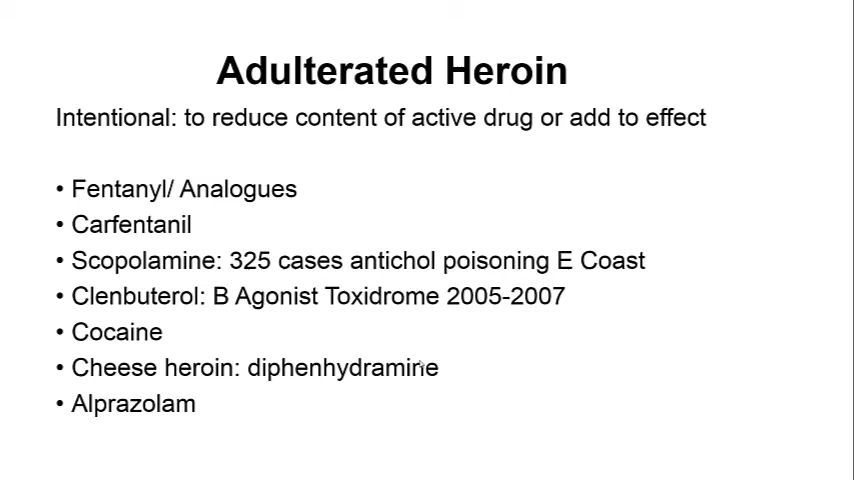 Adulterated Heroin
Intentional: to reduce content of active drug or add to effect
• Fentanyl/ Analogues
• Carfentanil
• Scopolamine: 325 cases antichol poisoning E Coast
• Clenbuterol: B Agonist Toxidrome 2005-2007
• Cocaine
• Cheese heroin: diphenhydramine
• Alprazolam